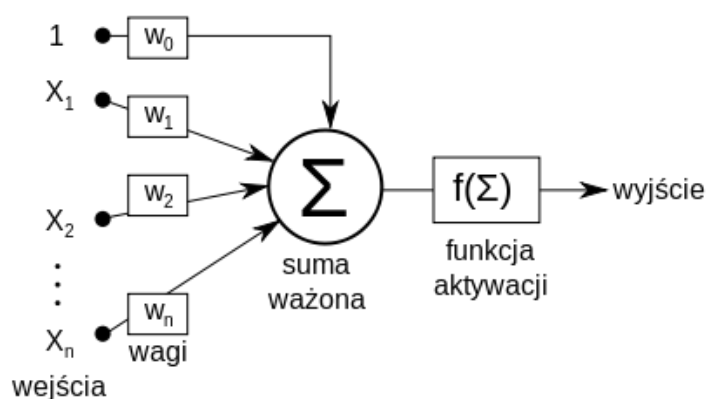 1 w₀
X₁ w₁
X₂ w₂
Xₙ wₙ
wejścia
wagi
Σ
suma
ważona
f(Σ)
funkcja
aktywacji
wyjście